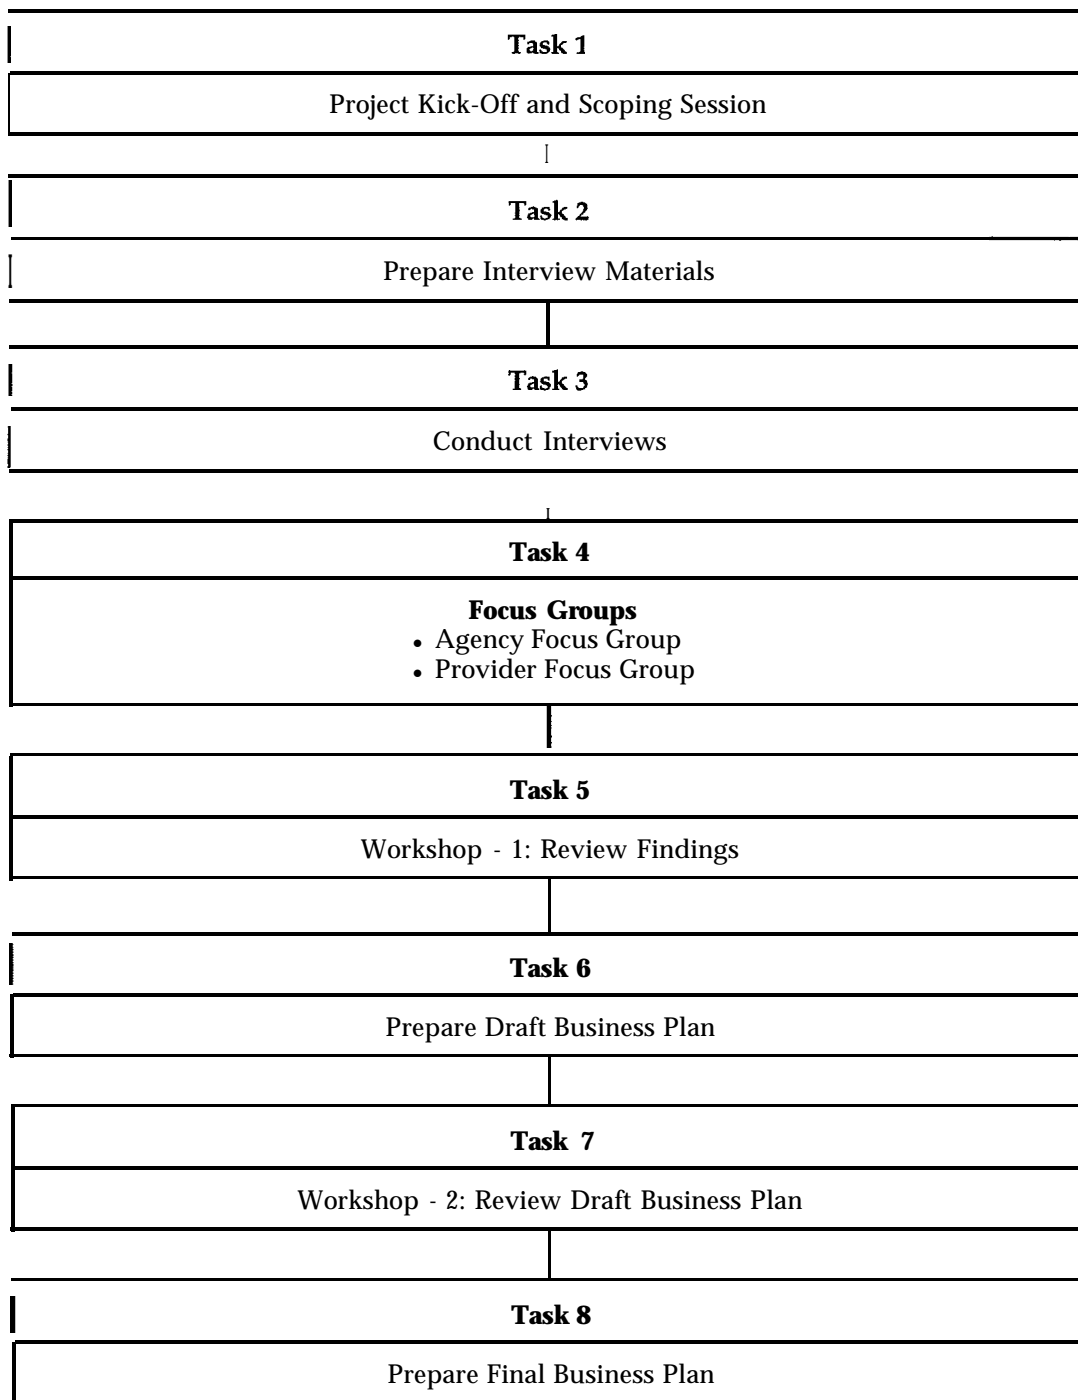 Task 1
Project Kick-Off and Scoping Session
Task 2
Prepare Interview Materials
Task 3
Conduct Interviews
Task 4
Focus Groups
• Agency Focus Group
• Provider Focus Group
Task 5
Workshop - 1: Review Findings
Task 6
Prepare Draft Business Plan
Task 7
Workshop - 2: Review Draft Business Plan
Task 8
Prepare Final Business Plan